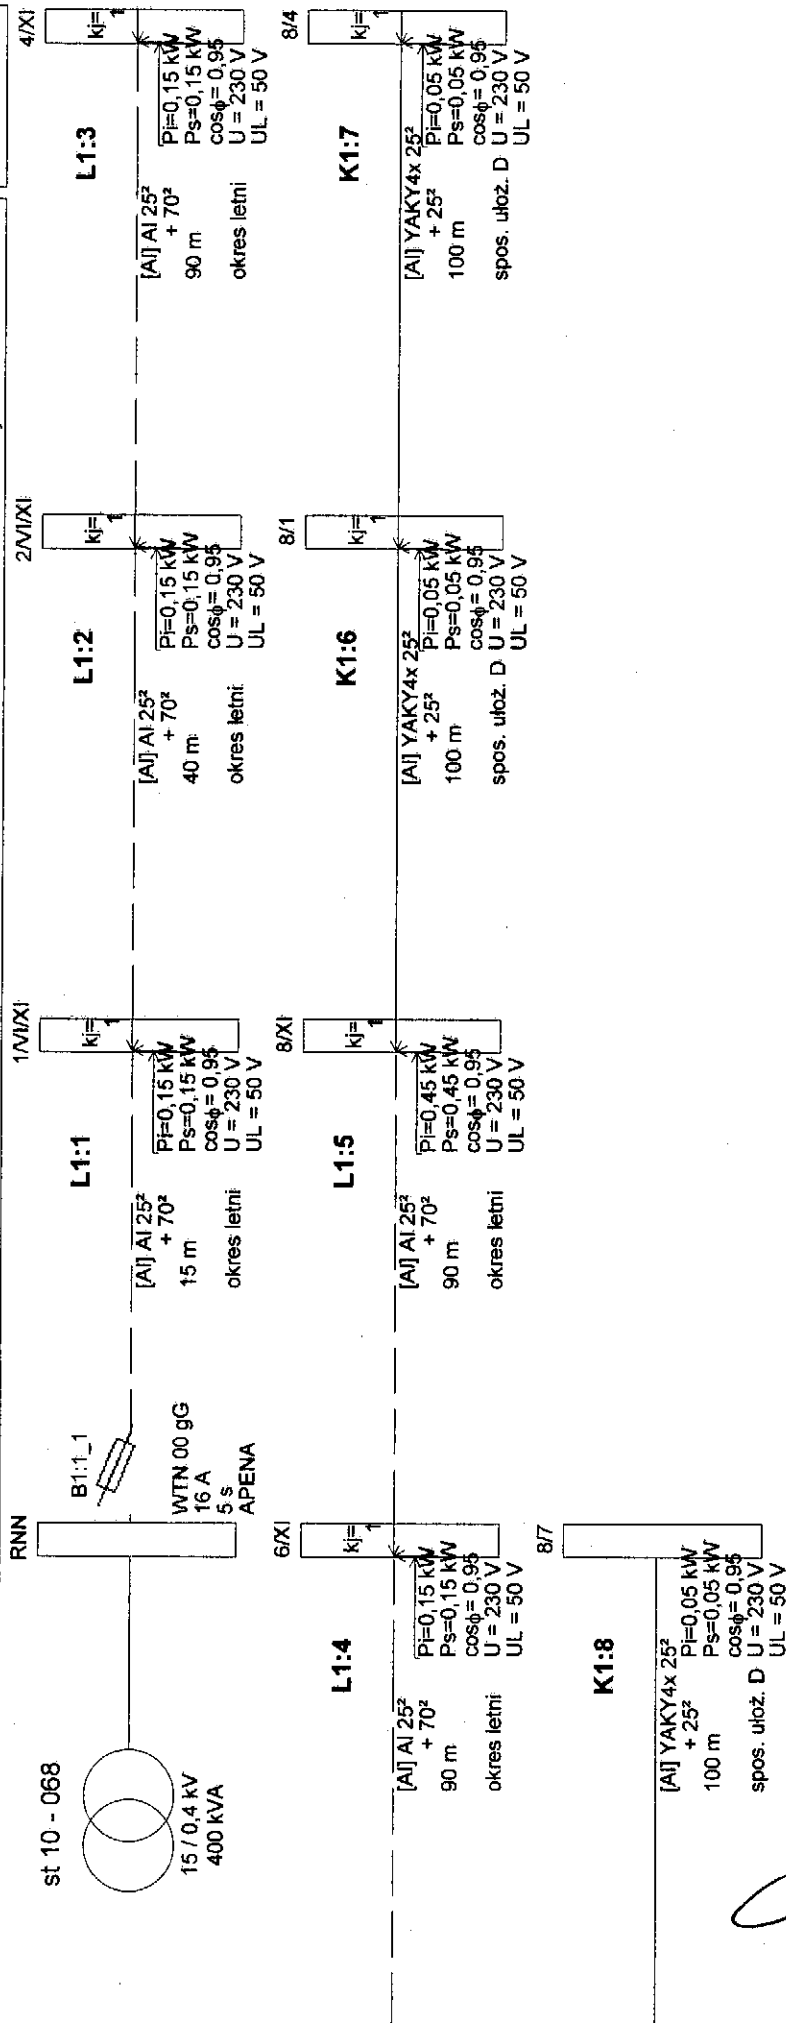 st 10 - 068
15 / 0,4 kV
400 kVA
RNN
B1:1_1
WTN 00 gG
16 A
5 s
APENA
L1:1
[Al] Al 25²
+ 70²
15 m
okres letni
1/VI/XI
kj=
1
Pi=0,15 kW
Ps=0,15 kW
cosϕ= 0,95
U = 230 V
UL = 50 V
L1:2
[Al] Al 25²
+ 70²
40 m
okres letni
2/VI/XI
kj=
1
Pi=0,15 kW
Ps=0,15 kW
cosϕ= 0,95
U = 230 V
UL = 50 V
L1:3
[Al] Al 25²
+ 70²
90 m
okres letni
4/XI
kj=
1
Pi=0,15 kW
Ps=0,15 kW
cosϕ= 0,95
U = 230 V
UL = 50 V
L1:4
[Al] Al 25²
+ 70²
90 m
okres letni
6/XI
kj=
1
Pi=0,15 kW
Ps=0,15 kW
cosϕ= 0,95
U = 230 V
UL = 50 V
L1:5
[Al] Al 25²
+ 70²
90 m
okres letni
8/XI
kj=
1
Pi=0,45 kW
Ps=0,45 kW
cosϕ= 0,95
U = 230 V
UL = 50 V
K1:6
[Al] YAKY4x 25²
+ 25²
100 m
spos. ułoż. D
8/1
kj=
1
Pi=0,05 kW
Ps=0,05 kW
cosϕ= 0,95
U = 230 V
UL = 50 V
K1:7
[Al] YAKY4x 25²
+ 25²
100 m
spos. ułoż. D
8/4
kj=
1
Pi=0,05 kW
Ps=0,05 kW
cosϕ= 0,95
U = 230 V
UL = 50 V
K1:8
[Al] YAKY4x 25²
+ 25²
100 m
spos. ułoż. D
8/7
Pi=0,05 kW
Ps=0,05 kW
cosϕ= 0,95
U = 230 V
UL = 50 V